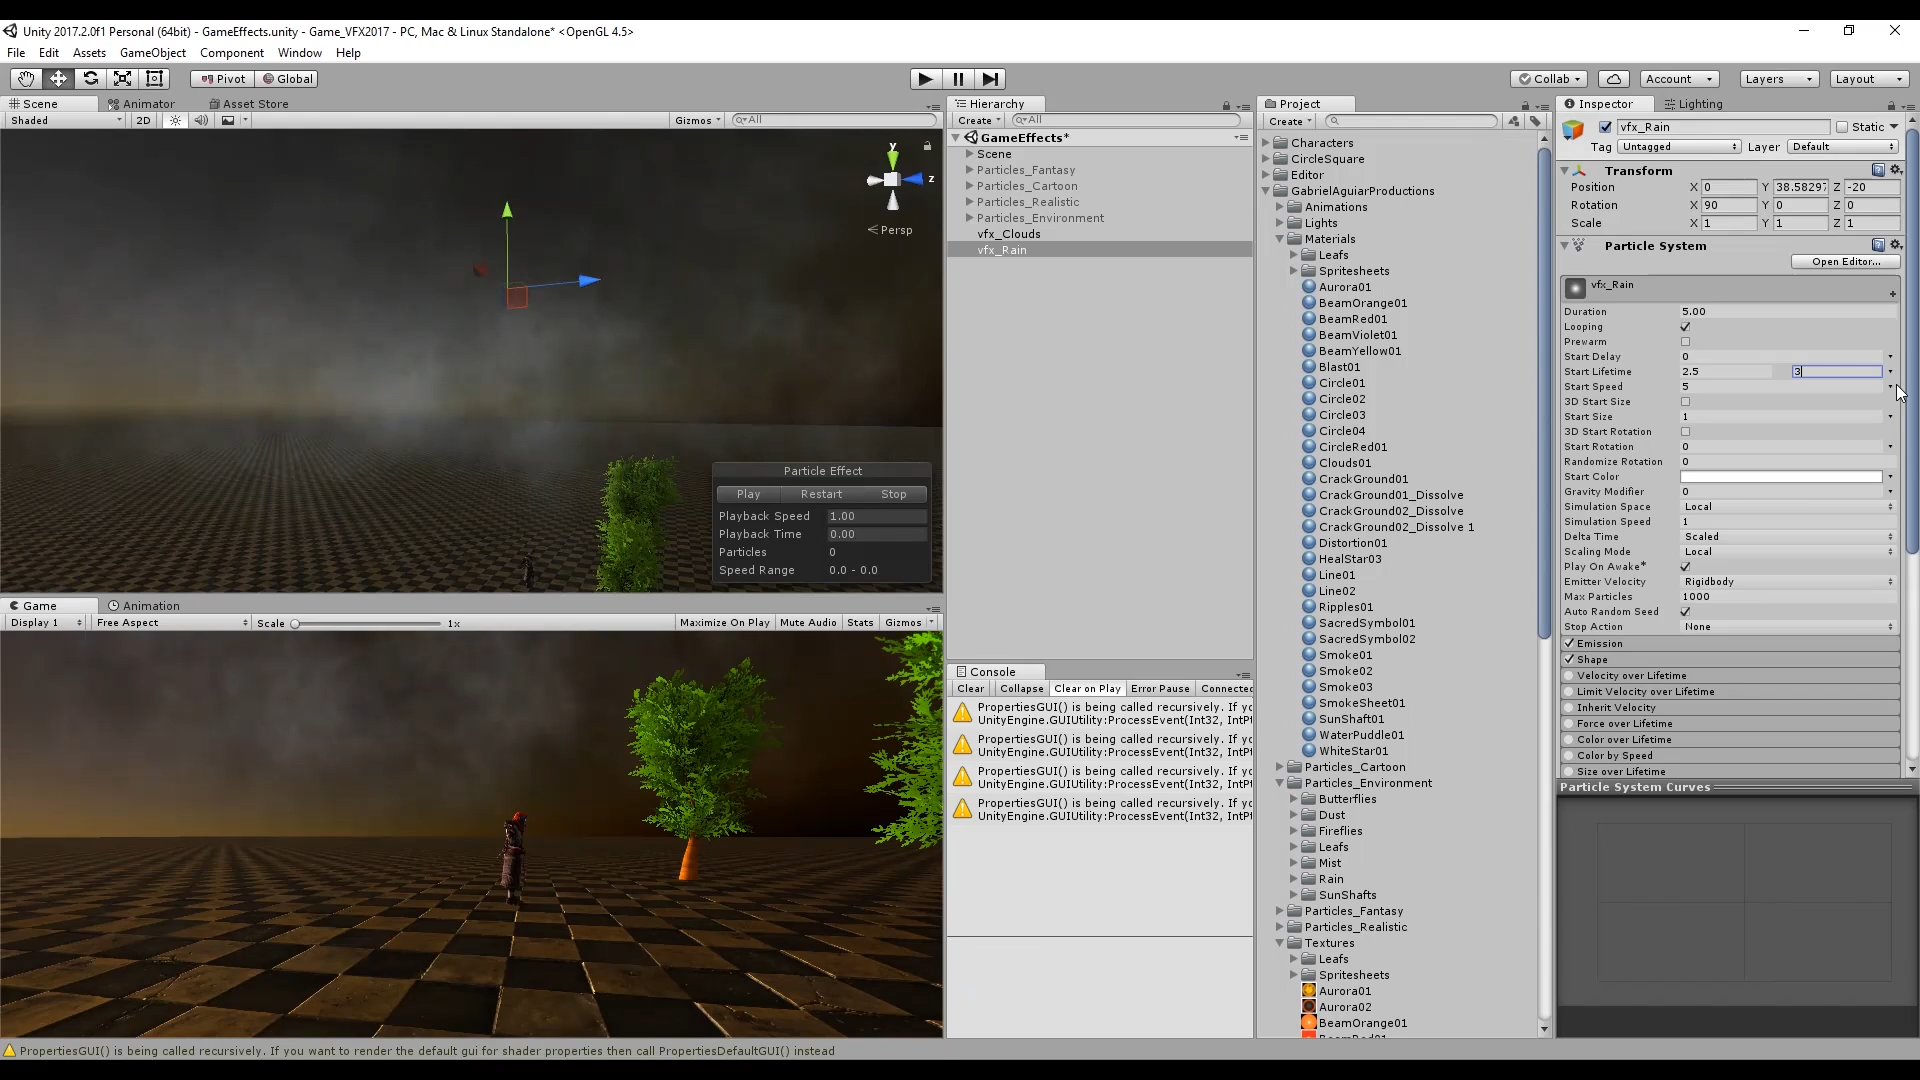 Unity 2017.2.0f1 Personal (64bit) - GameEffects.unity - Game_VFX2017 - PC, Mac & Linux Standalone* <OpenGL 4.5>
File Edit Assets GameObject Component Window Help
Pivot Global Collab Account Layers Layout
Scene Animator Asset Store
Shaded 2D Gizmos All
y
z
Persp
Particle Effect
Play Restart Stop
Playback Speed 1.00
Playback Time 0.00
Particles 0
Speed Range 0.0 - 0.0
Game Animation
Display 1 Free Aspect Scale 1x Maximize On Play Mute Audio Stats Gizmos
Hierarchy
Create All
GameEffects*
Scene
Particles_Fantasy
Particles_Cartoon
Particles_Realistic
Particles_Environment
vfx_Clouds
vfx_Rain
Console
Clear Collapse Clear on Play Error Pause Connected
PropertiesGUI() is being called recursively. If yo
UnityEngine.GUIUtility:ProcessEvent(Int32, IntPt
PropertiesGUI() is being called recursively. If yo
UnityEngine.GUIUtility:ProcessEvent(Int32, IntPt
PropertiesGUI() is being called recursively. If yo
UnityEngine.GUIUtility:ProcessEvent(Int32, IntPt
PropertiesGUI() is being called recursively. If yo
UnityEngine.GUIUtility:ProcessEvent(Int32, IntPt
Project
Create
Characters
CircleSquare
Editor
GabrielAguiarProductions
Animations
Lights
Materials
Leafs
Spritesheets
Aurora01
BeamOrange01
BeamRed01
BeamViolet01
BeamYellow01
Blast01
Circle01
Circle02
Circle03
Circle04
CircleRed01
Clouds01
CrackGround01
CrackGround01_Dissolve
CrackGround02_Dissolve
CrackGround02_Dissolve 1
Distortion01
HealStar03
Line01
Line02
Ripples01
SacredSymbol01
SacredSymbol02
Smoke01
Smoke02
Smoke03
SmokeSheet01
SunShaft01
WaterPuddle01
WhiteStar01
Particles_Cartoon
Particles_Environment
Butterflies
Dust
Fireflies
Leafs
Mist
Rain
SunShafts
Particles_Fantasy
Particles_Realistic
Textures
Leafs
Spritesheets
Aurora01
Aurora02
BeamOrange01
BeamRed01
Inspector Lighting
vfx_Rain Static
Tag Untagged Layer Default
Transform
Position X 0 Y 38.58297 Z -20
Rotation X 90 Y 0 Z 0
Scale X 1 Y 1 Z 1
Particle System
Open Editor...
vfx_Rain
Duration 5.00
Looping
Prewarm
Start Delay 0
Start Lifetime 2.5 3
Start Speed 5
3D Start Size
Start Size 1
3D Start Rotation
Start Rotation 0
Randomize Rotation 0
Start Color
Gravity Modifier 0
Simulation Space Local
Simulation Speed 1
Delta Time Scaled
Scaling Mode Local
Play On Awake*
Emitter Velocity Rigidbody
Max Particles 1000
Auto Random Seed
Stop Action None
Emission
Shape
Velocity over Lifetime
Limit Velocity over Lifetime
Inherit Velocity
Force over Lifetime
Color over Lifetime
Color by Speed
Size over Lifetime
Particle System Curves
PropertiesGUI() is being called recursively. If you want to render the default gui for shader properties then call PropertiesDefaultGUI() instead